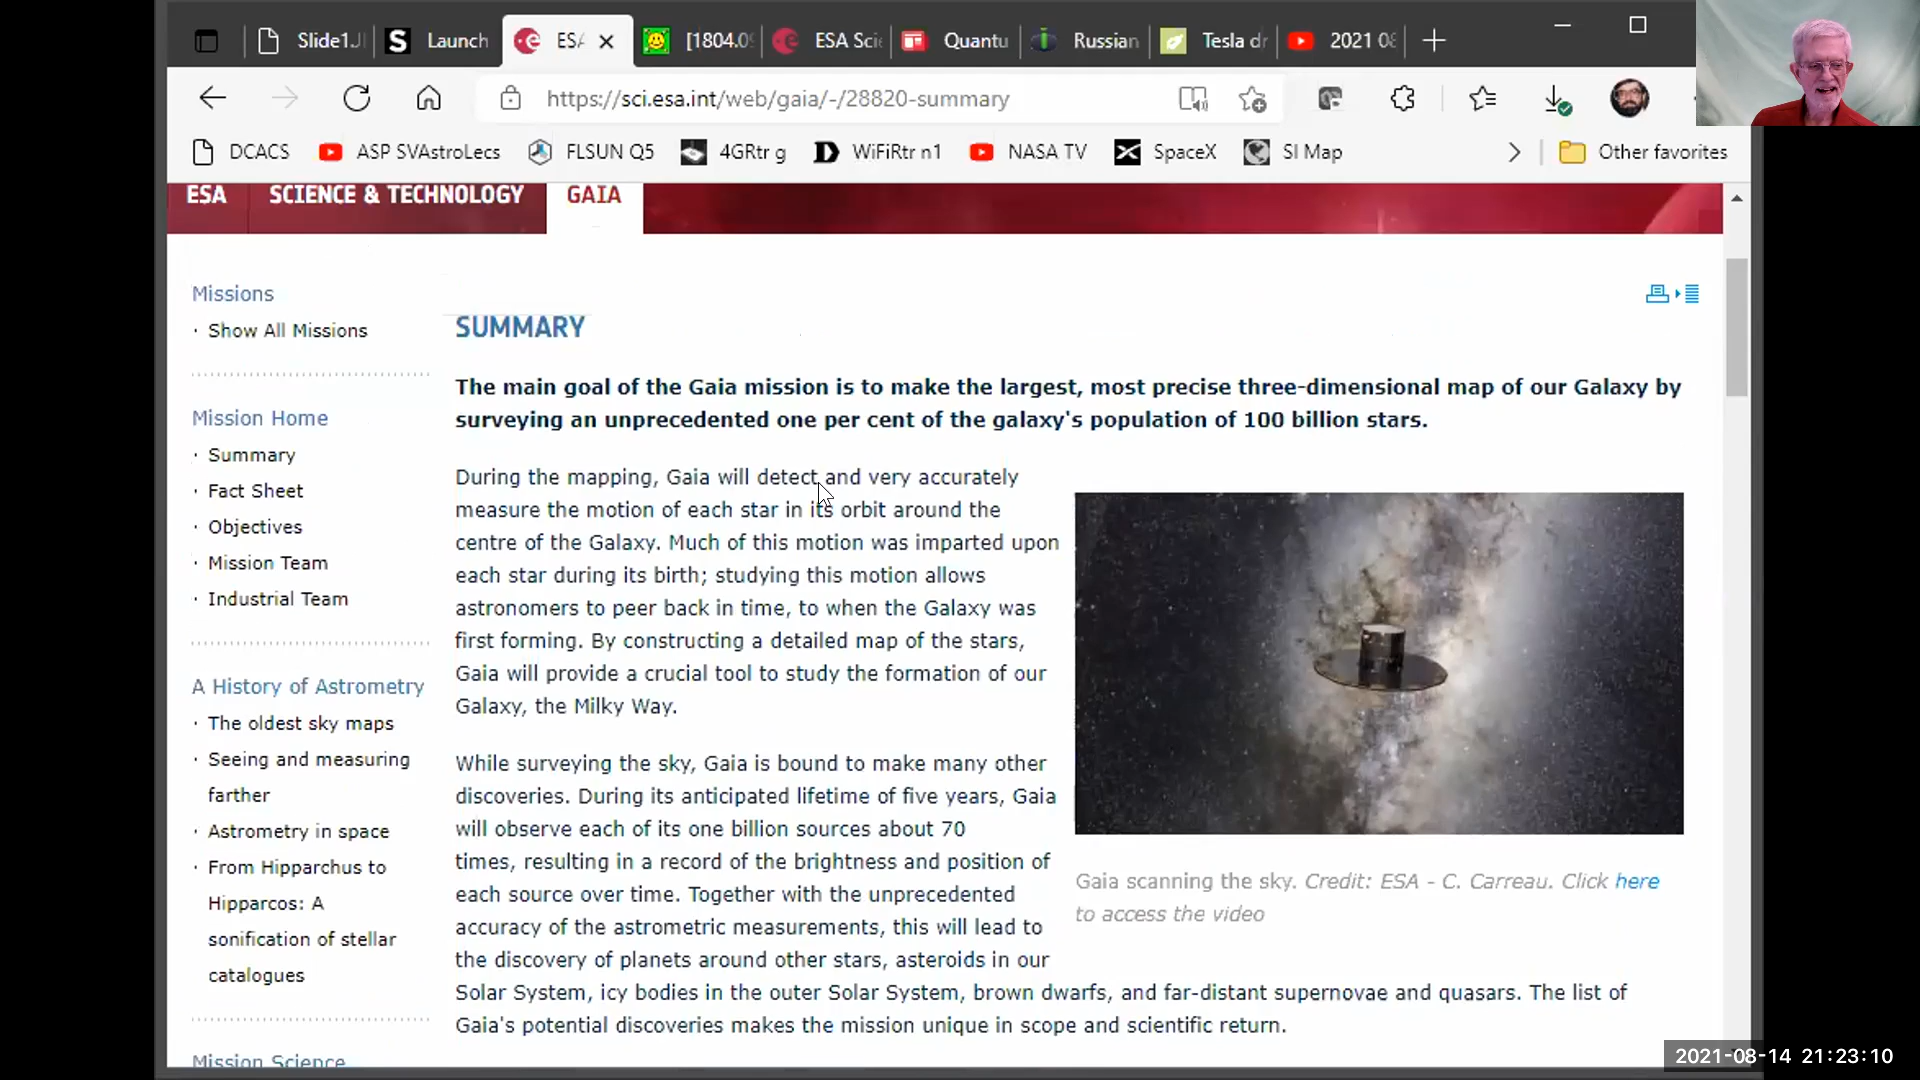 Slide1.J
Launch
ESA
[1804.0
ESA Sci
Quantu
Russian
Tesla dr
2021 08
https://sci.esa.int/web/gaia/-/28820-summary
DCACS
ASP SVAstroLecs
FLSUN Q5
4GRtr g
WiFiRtr n1
NASA TV
SpaceX
SI Map
Other favorites
ESA
SCIENCE & TECHNOLOGY
GAIA
Missions
· Show All Missions
Mission Home
· Summary
· Fact Sheet
· Objectives
· Mission Team
· Industrial Team
A History of Astrometry
· The oldest sky maps
· Seeing and measuring
farther
· Astrometry in space
· From Hipparchus to
Hipparcos: A
sonification of stellar
catalogues
Mission Science
SUMMARY
The main goal of the Gaia mission is to make the largest, most precise three-dimensional map of our Galaxy by
surveying an unprecedented one per cent of the galaxy's population of 100 billion stars.
During the mapping, Gaia will detect and very accurately
measure the motion of each star in its orbit around the
centre of the Galaxy. Much of this motion was imparted upon
each star during its birth; studying this motion allows
astronomers to peer back in time, to when the Galaxy was
first forming. By constructing a detailed map of the stars,
Gaia will provide a crucial tool to study the formation of our
Galaxy, the Milky Way.
While surveying the sky, Gaia is bound to make many other
discoveries. During its anticipated lifetime of five years, Gaia
will observe each of its one billion sources about 70
times, resulting in a record of the brightness and position of
each source over time. Together with the unprecedented
accuracy of the astrometric measurements, this will lead to
the discovery of planets around other stars, asteroids in our
Solar System, icy bodies in the outer Solar System, brown dwarfs, and far-distant supernovae and quasars. The list of
Gaia's potential discoveries makes the mission unique in scope and scientific return.
Gaia scanning the sky. Credit: ESA - C. Carreau. Click here
to access the video
2021-08-14 21:23:10